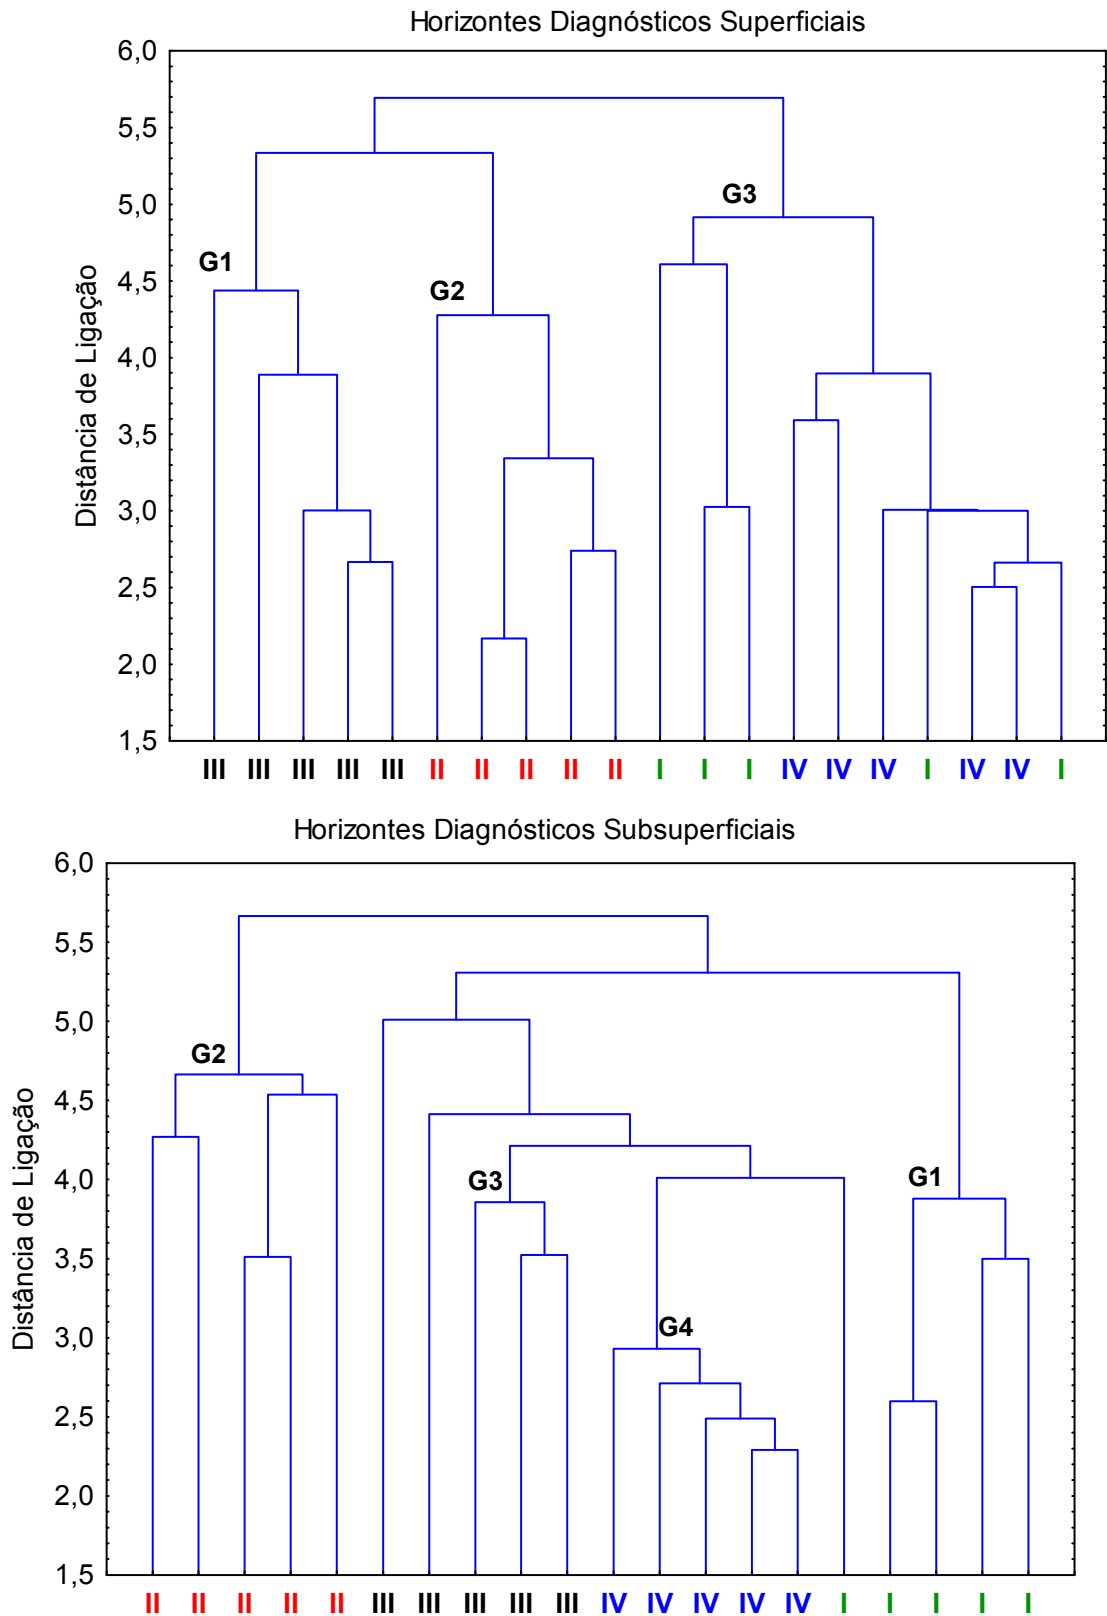 Horizontes Diagnósticos Superficiais
6,0
5,5
5,0
4,5
4,0
3,5
3,0
2,5
2,0
1,5
Distância de Ligação
G1
G2
G3
III III III III III II II II II II I I I IV IV IV I IV IV I
Horizontes Diagnósticos Subsuperficiais
6,0
5,5
5,0
4,5
4,0
3,5
3,0
2,5
2,0
1,5
Distância de Ligação
G2
G3
G4
G1
II II II II II III III III III III IV IV IV IV IV I I I I I